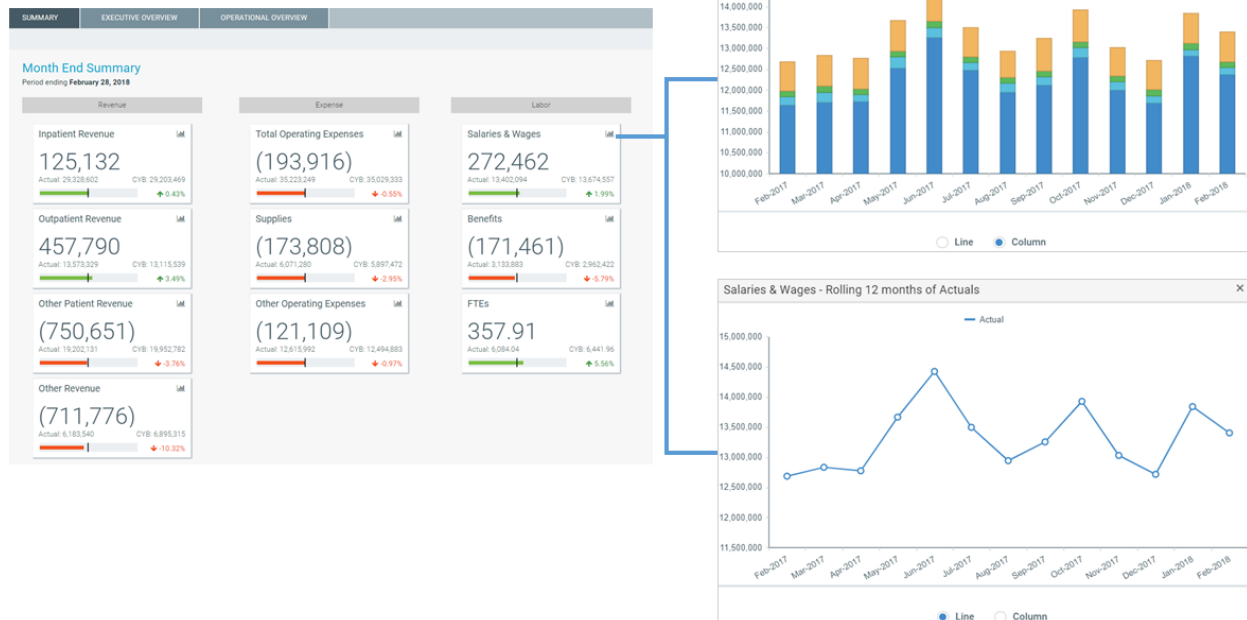 SUMMARY EXECUTIVE OVERVIEW OPERATIONAL OVERVIEW
Month End Summary
Period ending February 28, 2018
Revenue Expense Labor
Inpatient Revenue
125,132
Actual: 29,328,602 CYB: 29,203,469
0.43%
Outpatient Revenue
457,790
Actual: 13,573,329 CYB: 13,115,539
3.49%
Other Patient Revenue
(750,651)
Actual: 19,202,131 CYB: 19,952,782
-3.76%
Other Revenue
(711,776)
Actual: 6,183,540 CYB: 6,895,315
-10.32%
Total Operating Expenses
(193,916)
Actual: 35,223,249 CYB: 35,029,333
-0.55%
Supplies
(173,808)
Actual: 6,071,280 CYB: 5,897,472
-2.95%
Other Operating Expenses
(121,109)
Actual: 12,615,992 CYB: 12,494,883
-0.97%
Salaries & Wages
272,462
Actual: 13,402,094 CYB: 13,674,557
1.99%
Benefits
(171,461)
Actual: 3,133,883 CYB: 2,962,422
-5.79%
FTEs
357.91
Actual: 6,084.04 CYB: 6,441.96
5.56%
14,000,000
13,500,000
13,000,000
12,500,000
12,000,000
11,500,000
11,000,000
10,500,000
10,000,000
Feb-2017 Mar-2017 Apr-2017 May-2017 Jun-2017 Jul-2017 Aug-2017 Sep-2017 Oct-2017 Nov-2017 Dec-2017 Jan-2018 Feb-2018
Line Column
Salaries & Wages - Rolling 12 months of Actuals ×
Actual
15,000,000
14,500,000
14,000,000
13,500,000
13,000,000
12,500,000
12,000,000
11,500,000
Feb-2017 Mar-2017 Apr-2017 May-2017 Jun-2017 Jul-2017 Aug-2017 Sep-2017 Oct-2017 Nov-2017 Dec-2017 Jan-2018 Feb-2018
Line Column